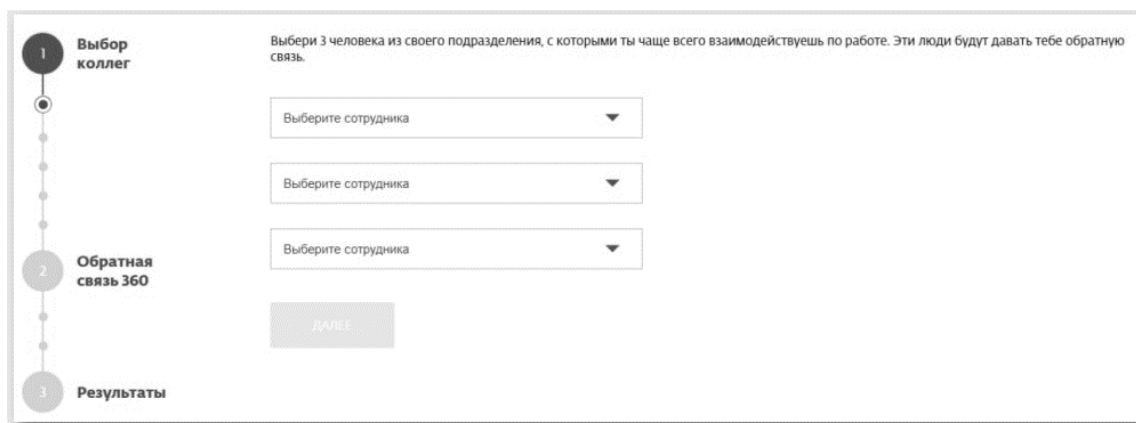 1
Выбор
коллег
Выбери 3 человека из своего подразделения, с которыми ты чаще всего взаимодействуешь по работе. Эти люди будут давать тебе обратную
связь.
Выберите сотрудника
Выберите сотрудника
Выберите сотрудника
2
Обратная
связь 360
ДАЛЕЕ
3
Результаты